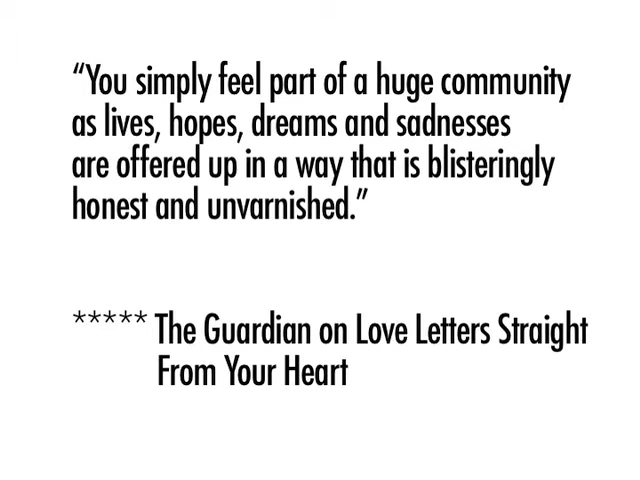 “You simply feel part of a huge community
as lives, hopes, dreams and sadnesses
are offered up in a way that is blisteringly
honest and unvarnished.”
***** The Guardian on Love Letters Straight
From Your Heart